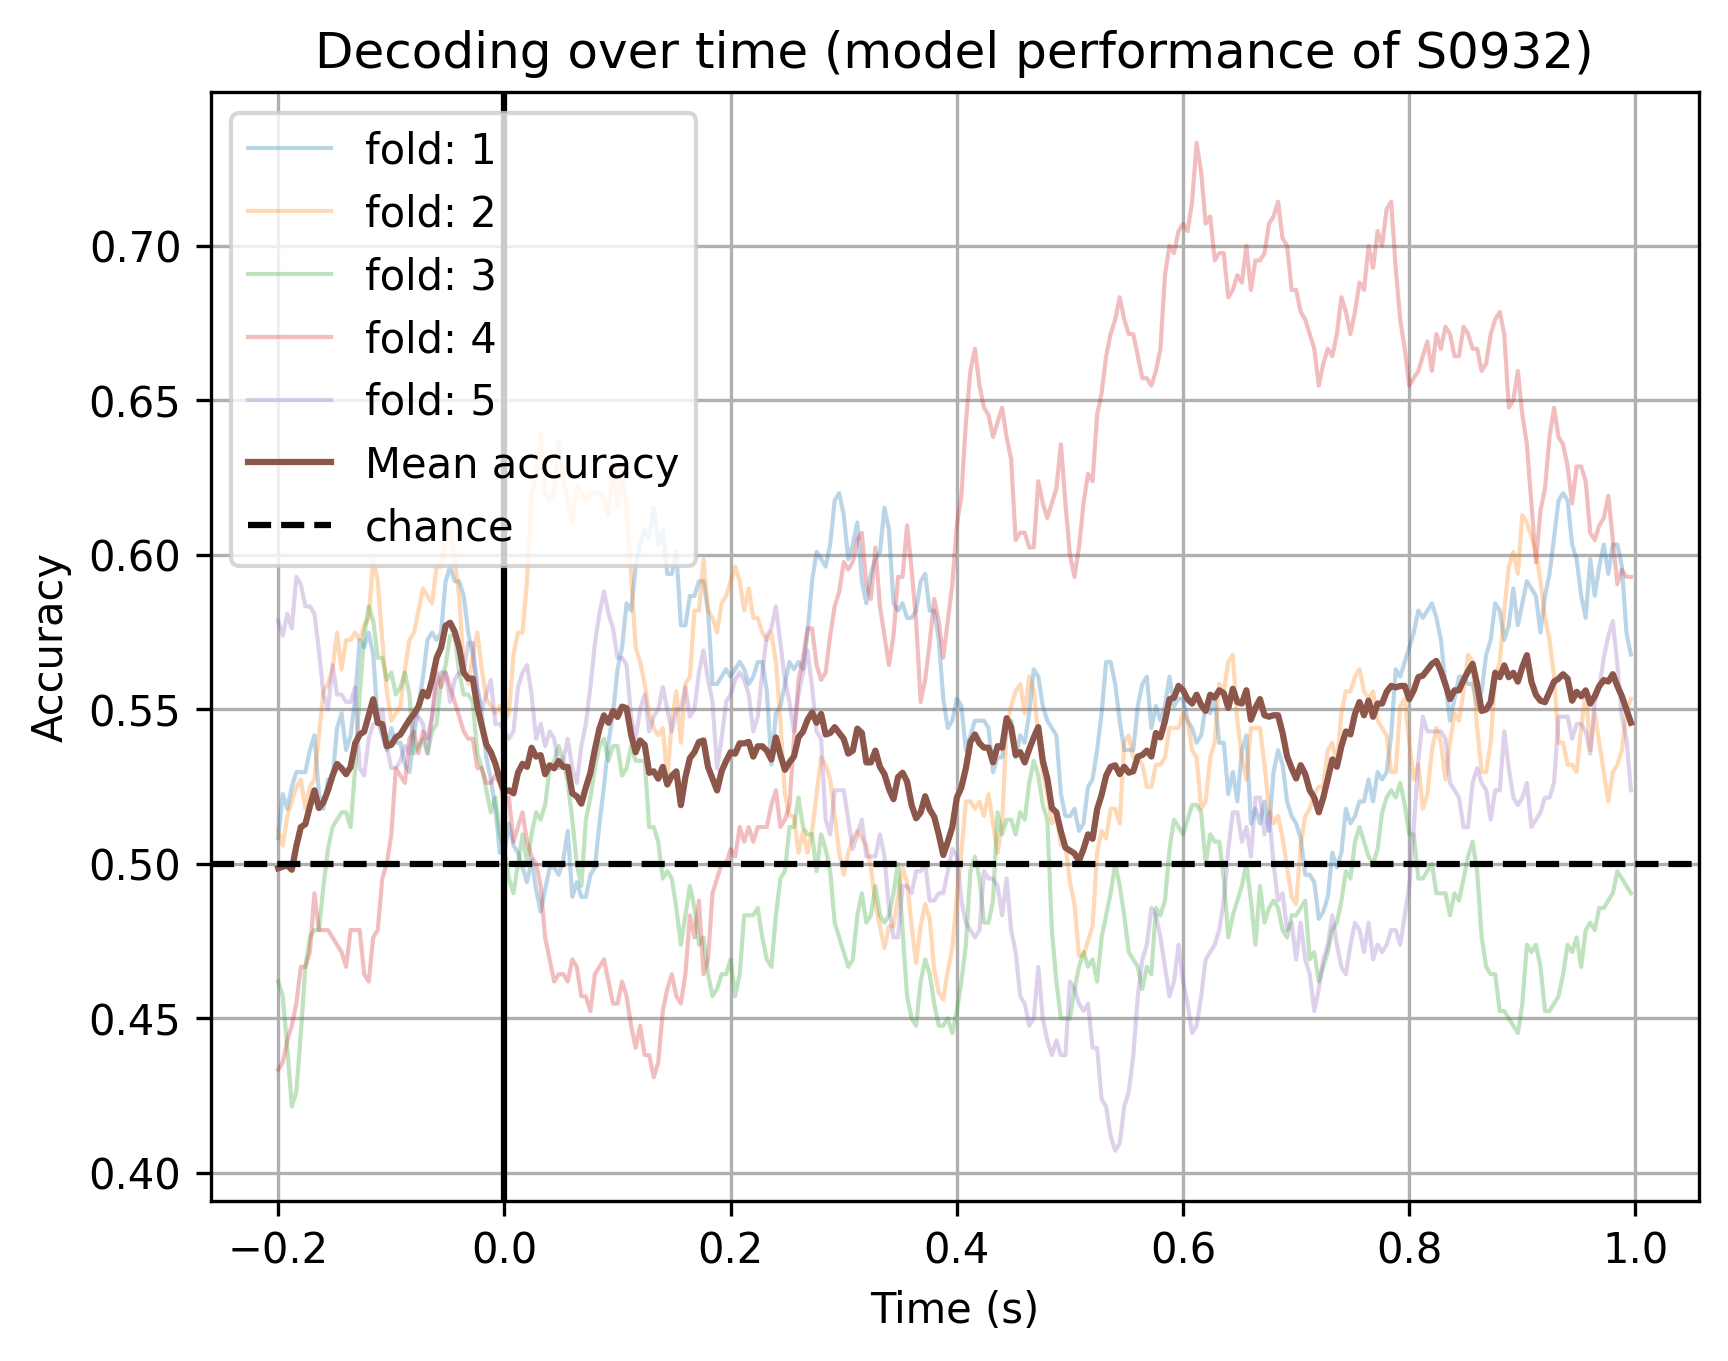 Decoding over time (model performance of S0932)
fold: 1
fold: 2
fold: 3
fold: 4
fold: 5
Mean accuracy
chance
Accuracy
0.70
0.65
0.60
0.55
0.50
0.45
0.40
−0.2 0.0 0.2 0.4 0.6 0.8 1.0
Time (s)